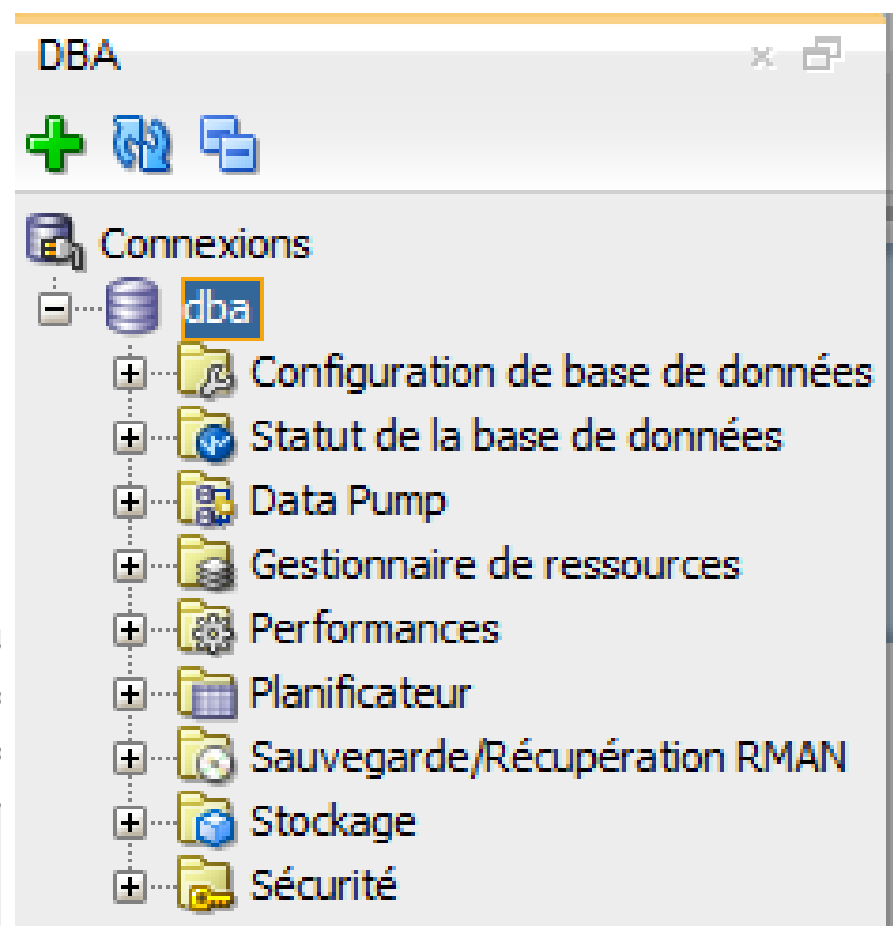 DBA
Connexions
dba
Configuration de base de données
Statut de la base de données
Data Pump
Gestionnaire de ressources
Performances
Planificateur
Sauvegarde/Récupération RMAN
Stockage
Sécurité